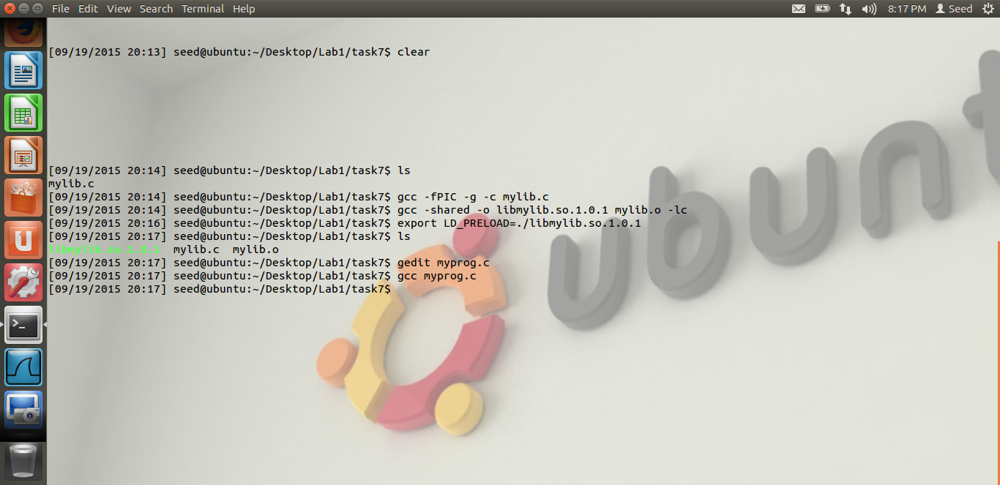 File Edit View Search Terminal Help 8:17 PM Seed
[09/19/2015 20:13] seed@ubuntu:~/Desktop/Lab1/task7$ clear
[09/19/2015 20:14] seed@ubuntu:~/Desktop/Lab1/task7$ ls
mylib.c
[09/19/2015 20:14] seed@ubuntu:~/Desktop/Lab1/task7$ gcc -fPIC -g -c mylib.c
[09/19/2015 20:14] seed@ubuntu:~/Desktop/Lab1/task7$ gcc -shared -o libmylib.so.1.0.1 mylib.o -lc
[09/19/2015 20:16] seed@ubuntu:~/Desktop/Lab1/task7$ export LD_PRELOAD=./libmylib.so.1.0.1
[09/19/2015 20:17] seed@ubuntu:~/Desktop/Lab1/task7$ ls
libmylib.so.1.0.1 mylib.c mylib.o
[09/19/2015 20:17] seed@ubuntu:~/Desktop/Lab1/task7$ gedit myprog.c
[09/19/2015 20:17] seed@ubuntu:~/Desktop/Lab1/task7$ gcc myprog.c
[09/19/2015 20:17] seed@ubuntu:~/Desktop/Lab1/task7$
ubunt